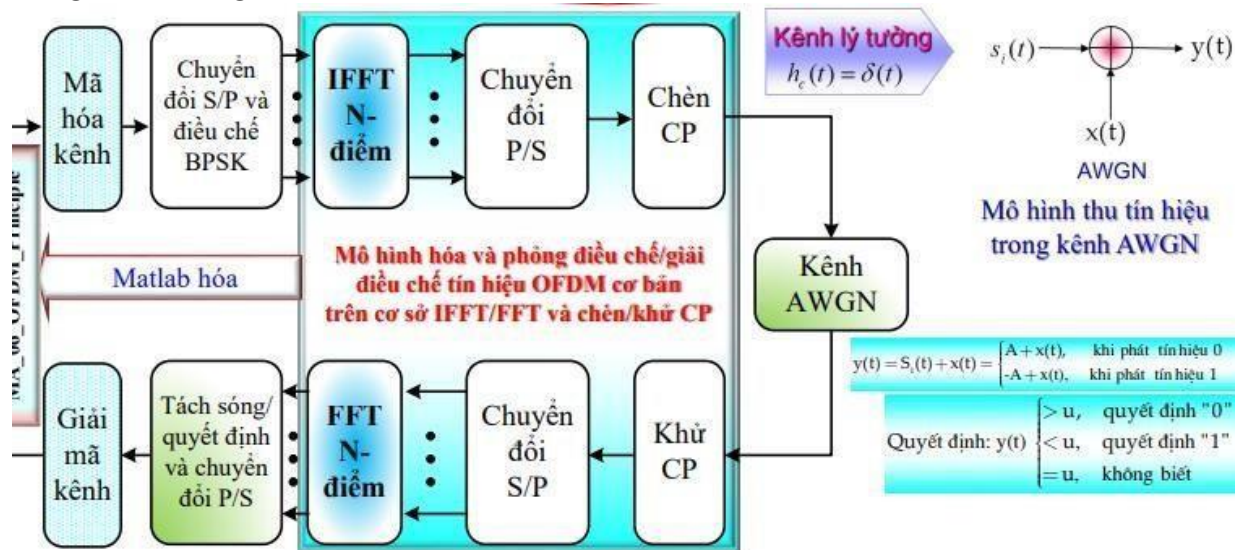 Mã
hóa
kênh
Chuyển
đổi S/P và
điều chế
BPSK
IFFT
N-
điểm
Chuyển
đổi
P/S
Chèn
CP
Kênh lý tưởng
h_c(t) = δ(t)
s_i(t)
y(t)
x(t)
AWGN
Mô hình thu tín hiệu
trong kênh AWGN
Matlab hóa
Mô hình hóa và phỏng điều chế/giải
điều chế tín hiệu OFDM cơ bản
trên cơ sở IFFT/FFT và chèn/khử CP
Kênh
AWGN
y(t) = S_i(t) + x(t) = { A + x(t), khi phát tín hiệu 0
-A + x(t), khi phát tín hiệu 1
Quyết định: y(t) { > u, quyết định "0"
< u, quyết định "1"
= u, không biết
Giải
mã
kênh
Tách sóng/
quyết định
và chuyển
đổi P/S
FFT
N-
điểm
Chuyển
đổi
S/P
Khử
CP